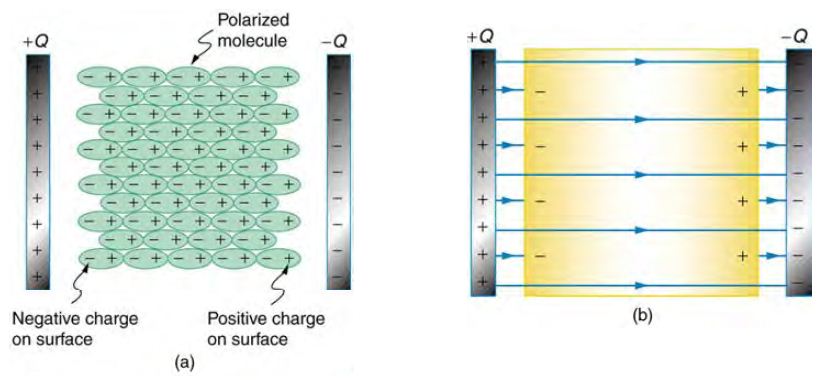 Polarized
molecule
+Q
−Q
Negative charge
on surface
Positive charge
on surface
(a)
+Q
−Q
(b)